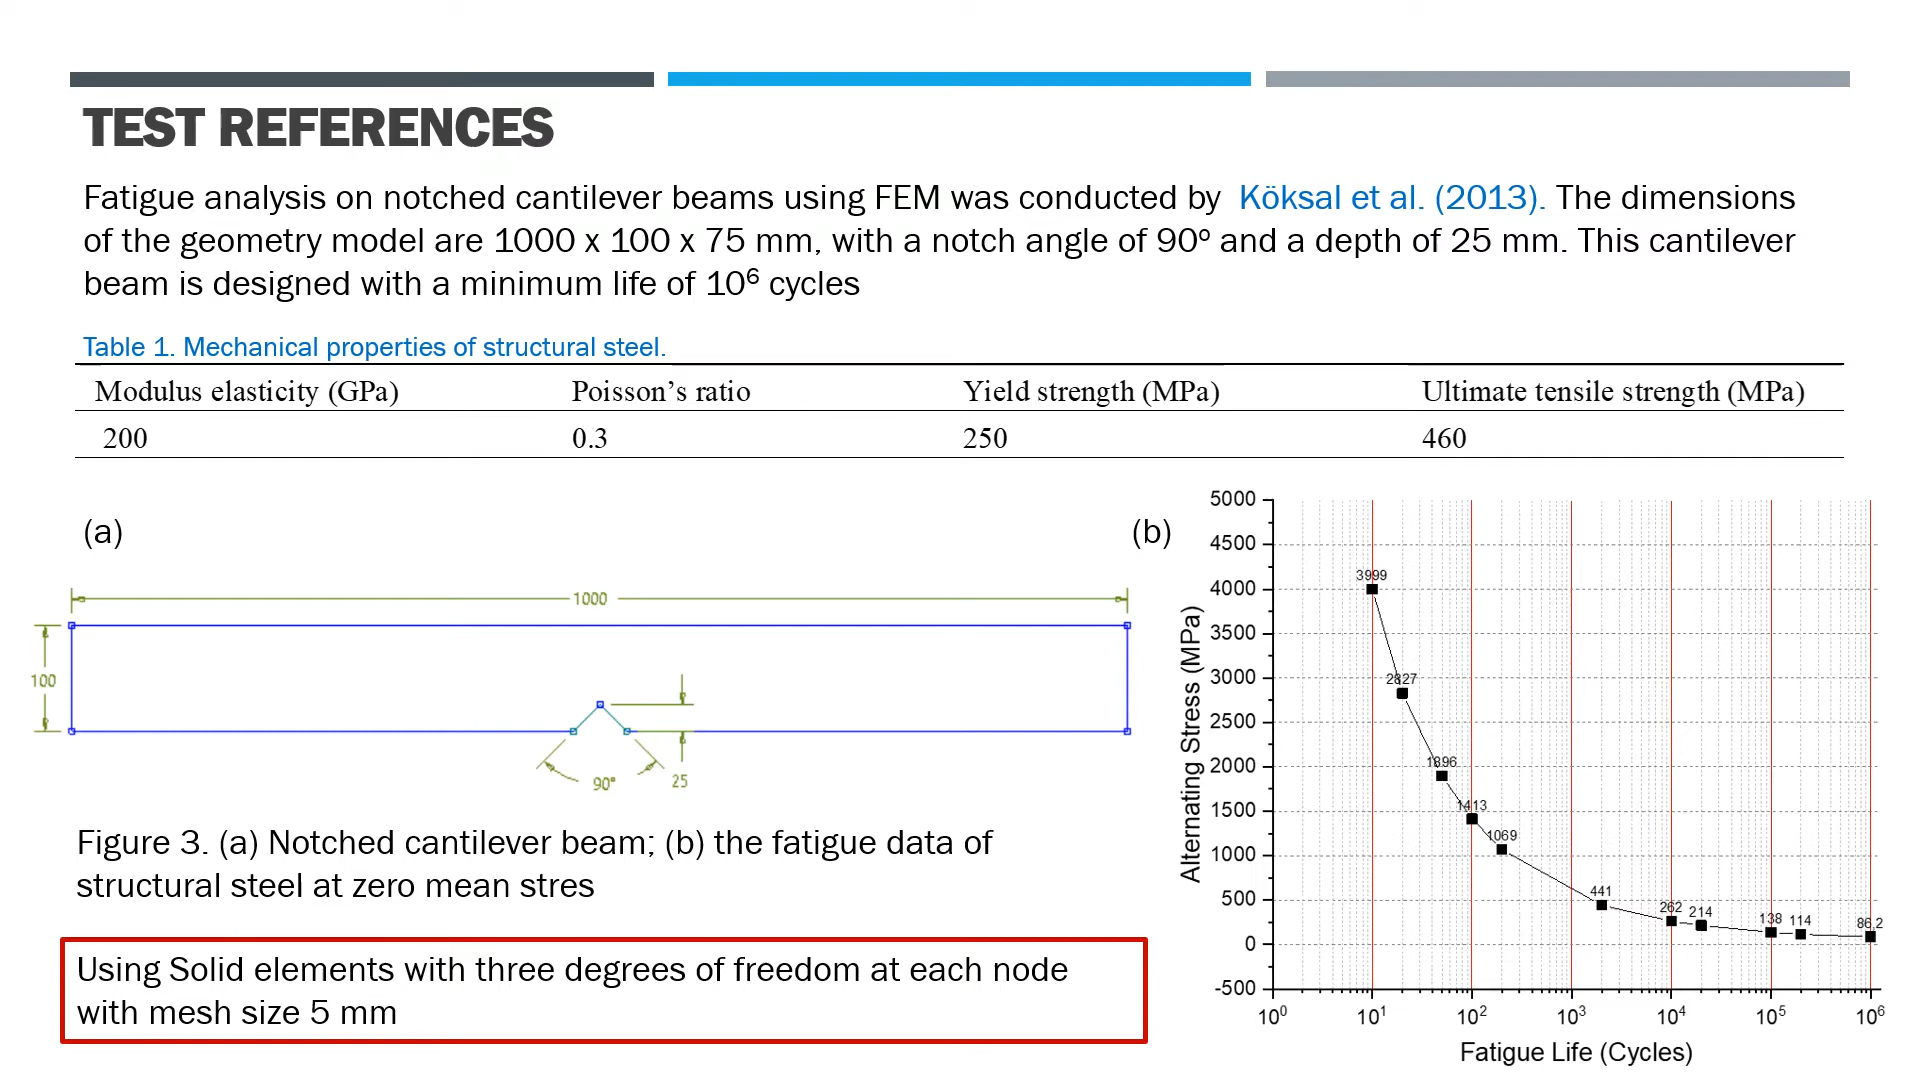 TEST REFERENCES
Fatigue analysis on notched cantilever beams using FEM was conducted by Köksal et al. (2013). The dimensions
of the geometry model are 1000 x 100 x 75 mm, with a notch angle of 90º and a depth of 25 mm. This cantilever
beam is designed with a minimum life of 10⁶ cycles
Table 1. Mechanical properties of structural steel.
Modulus elasticity (GPa) Poisson’s ratio Yield strength (MPa) Ultimate tensile strength (MPa)
200 0.3 250 460
(a)
1000
100
90°
25
Figure 3. (a) Notched cantilever beam; (b) the fatigue data of
structural steel at zero mean stres
Using Solid elements with three degrees of freedom at each node
with mesh size 5 mm
(b)
Alternating Stress (MPa)
5000
4500
4000
3500
3000
2500
2000
1500
1000
500
0
-500
3999
2827
1896
1413
1069
441
262
214
138
114
86,2
10⁰ 10¹ 10² 10³ 10⁴ 10⁵ 10⁶
Fatigue Life (Cycles)